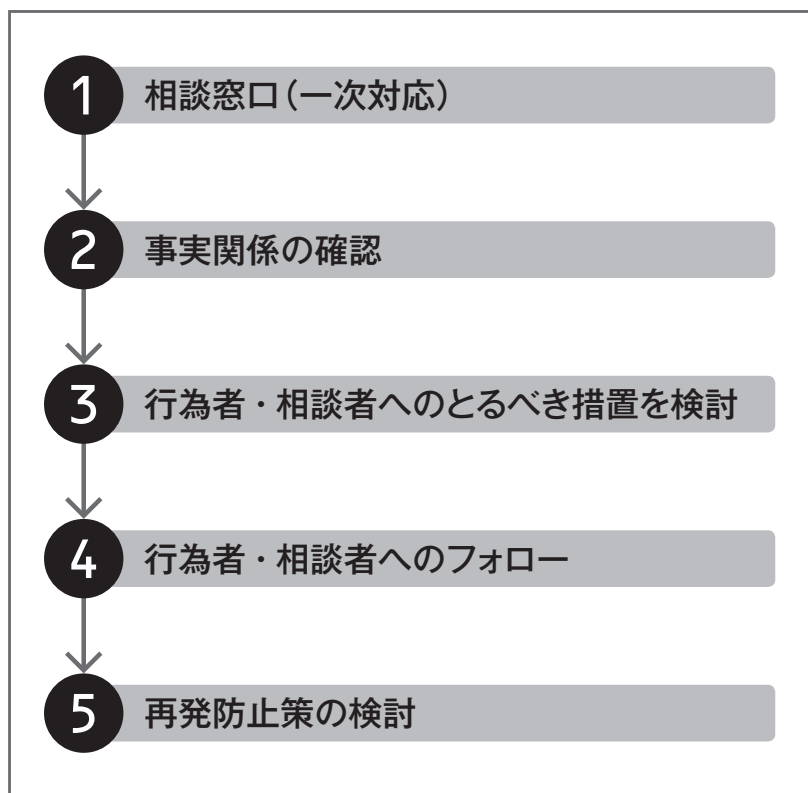 1 相談窓口（一次対応）
2 事実関係の確認
3 行為者・相談者へのとるべき措置を検討
4 行為者・相談者へのフォロー
5 再発防止策の検討